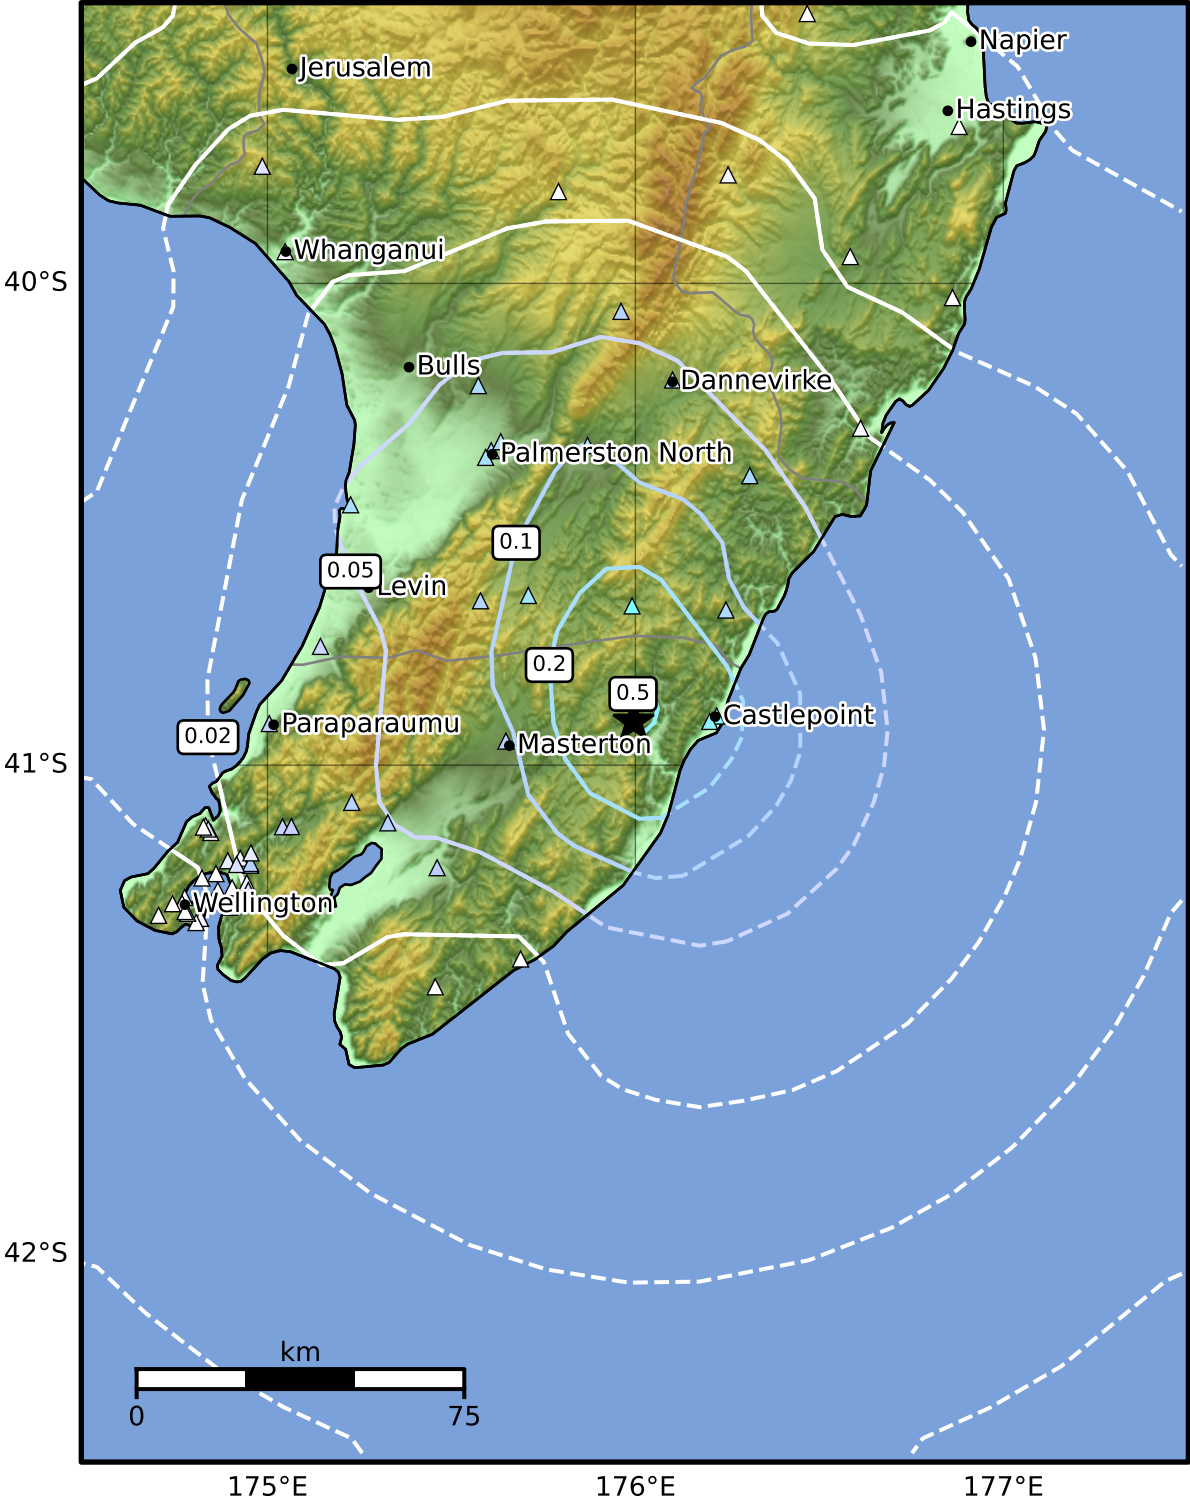 Napier
Jerusalem
Hastings
Whanganui
40°S
Bulls
Dannevirke
Palmerston North
0.1
0.05
Levin
0.2
0.5
Castlepoint
Paraparaumu
0.02
Masterton
41°S
Wellington
42°S
km
0 75
175°E 176°E 177°E